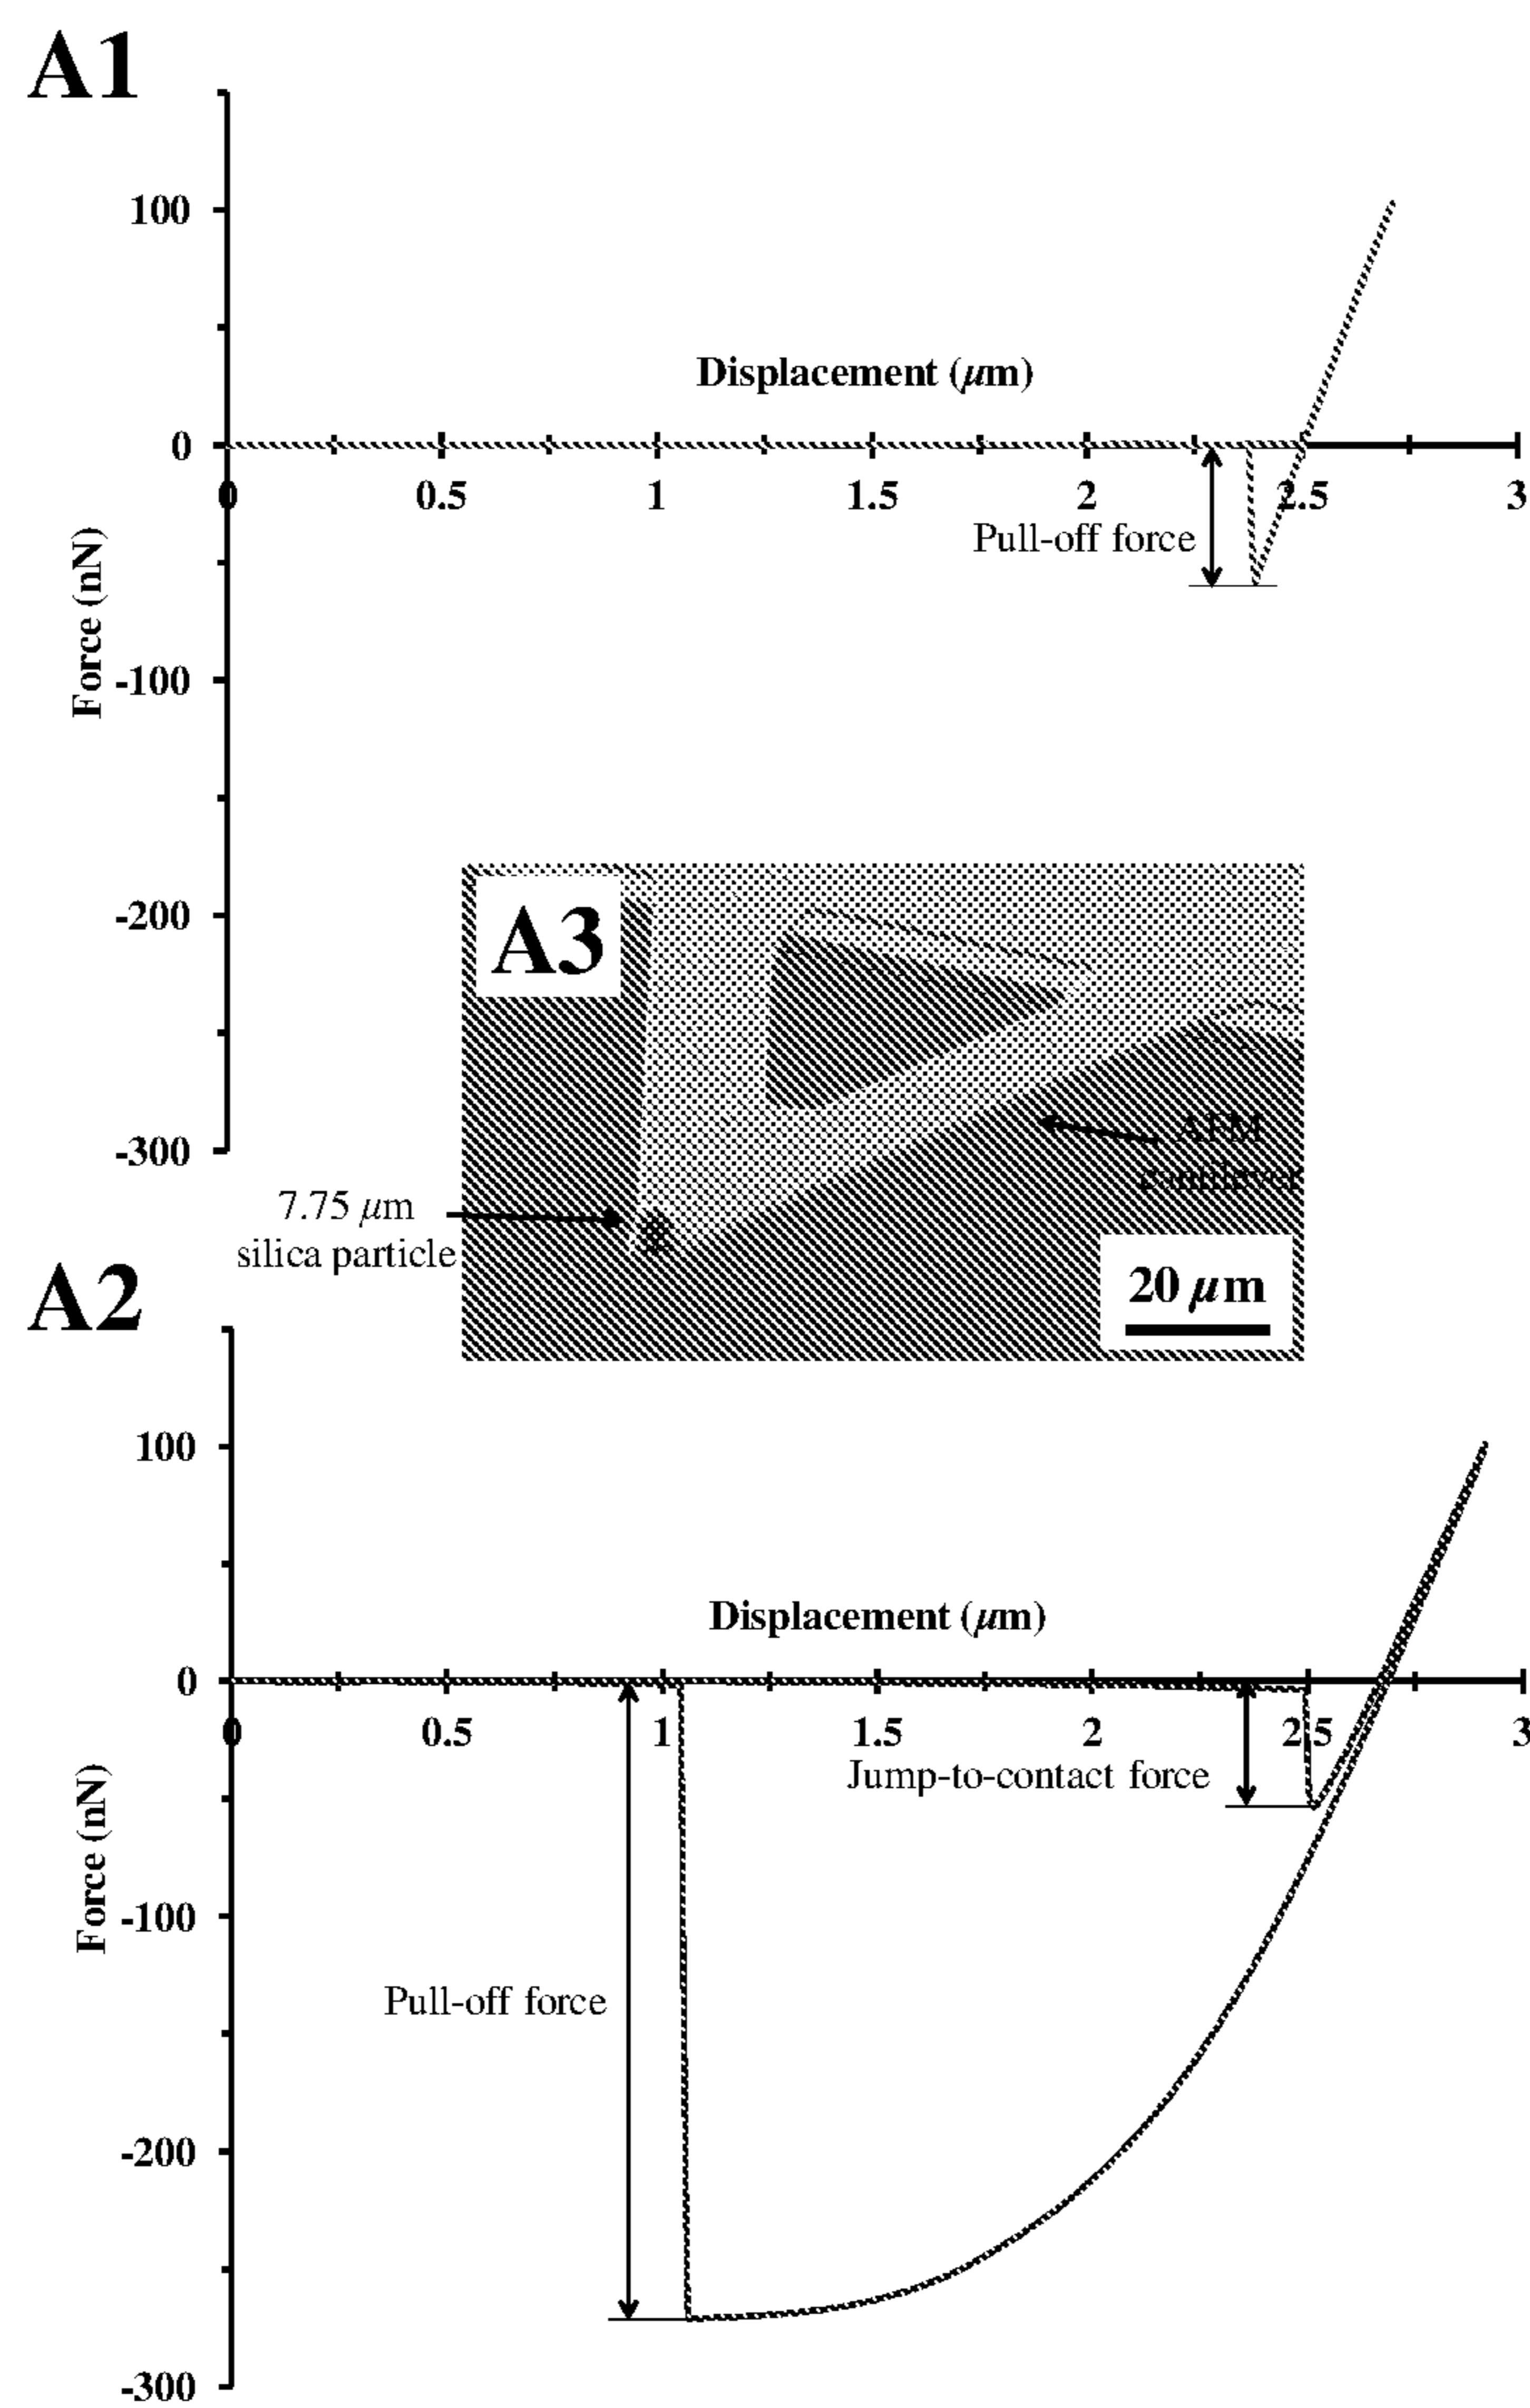 A1
100
Displacement (μm)
0
0 0.5 1 1.5 2 2.5 3
Pull-off force
Force (nN)
-100
-200
A3
-300
AFM
cantilever
7.75 μm
silica particle
20 μm
A2
100
Displacement (μm)
0
0 0.5 1 1.5 2 2.5 3
Jump-to-contact force
Force (nN)
-100
Pull-off force
-200
-300